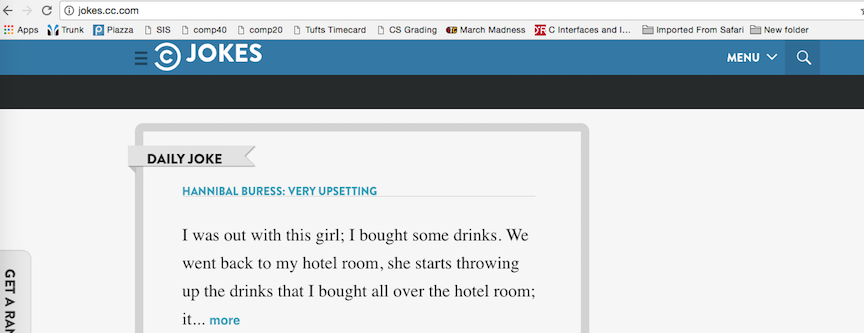 jokes.cc.com
Apps Trunk Piazza SIS comp40 comp20 Tufts Timecard CS Grading March Madness C Interfaces and I... Imported From Safari New folder
JOKES
MENU
DAILY JOKE
HANNIBAL BURESS: VERY UPSETTING
I was out with this girl; I bought some drinks. We
went back to my hotel room, she starts throwing
up the drinks that I bought all over the hotel room;
it... more
GET A RAN